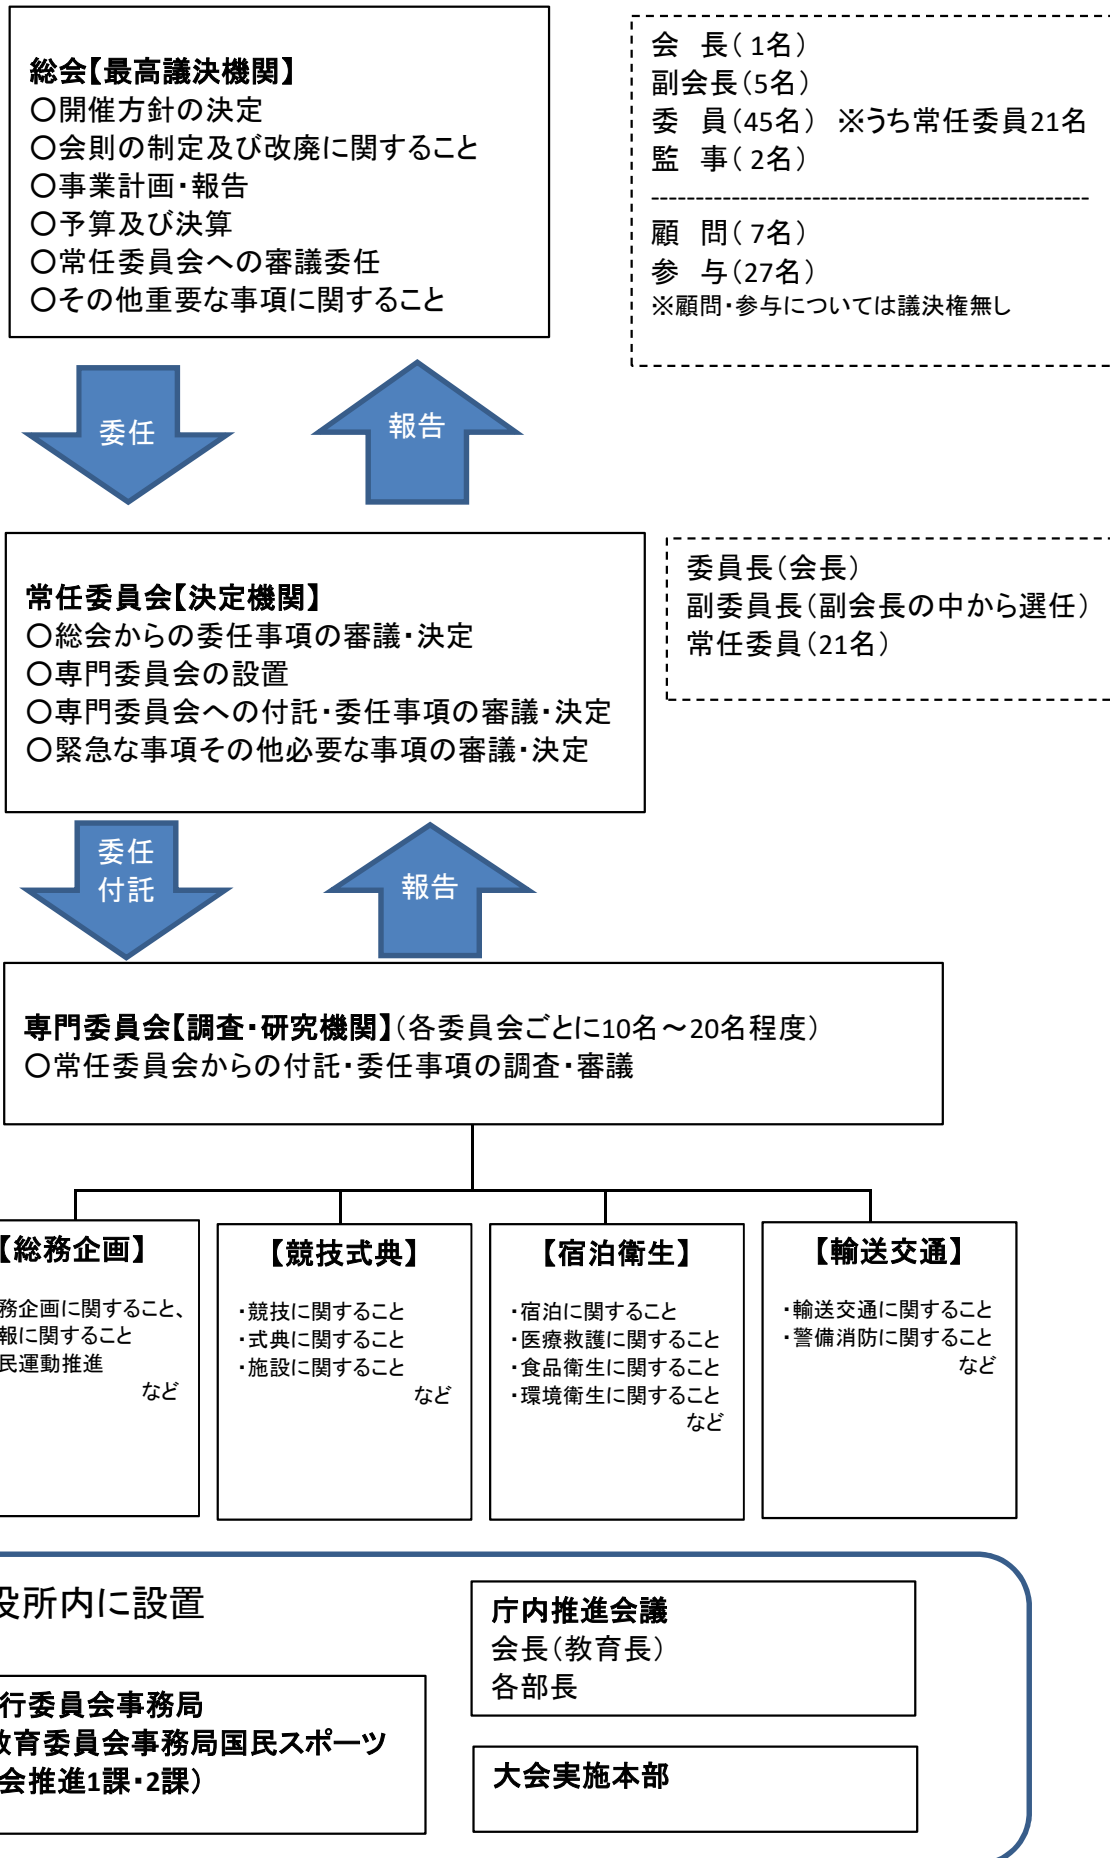 総会【最高議決機関】
〇開催方針の決定
〇会則の制定及び改廃に関すること
〇事業計画・報告
〇予算及び決算
〇常任委員会への審議委任
〇その他重要な事項に関すること
会　長（ 1名）
副会長（5名）
委　員（45名）　※うち常任委員21名
監　事（ 2名）
顧　問（ 7名）
参　与（27名）
※顧問・参与については議決権無し
委任
報告
常任委員会【決定機関】
〇総会からの委任事項の審議・決定
〇専門委員会の設置
〇専門委員会への付託・委任事項の審議・決定
〇緊急な事項その他必要な事項の審議・決定
委員長（会長）
副委員長（副会長の中から選任）
常任委員（21名）
委任
付託
報告
専門委員会【調査・研究機関】（各委員会ごとに10名～20名程度）
〇常任委員会からの付託・委任事項の調査・審議
【総務企画】
務企画に関すること、
報に関すること
民運動推進
など
【競技式典】
・競技に関すること
・式典に関すること
・施設に関すること
など
【宿泊衛生】
・宿泊に関すること
・医療救護に関すること
・食品衛生に関すること
・環境衛生に関すること
など
【輸送交通】
・輸送交通に関すること
・警備消防に関すること
など
役所内に設置
行委員会事務局
教育委員会事務局国民スポーツ
会推進1課・2課）
庁内推進会議
会長（教育長）
各部長
大会実施本部